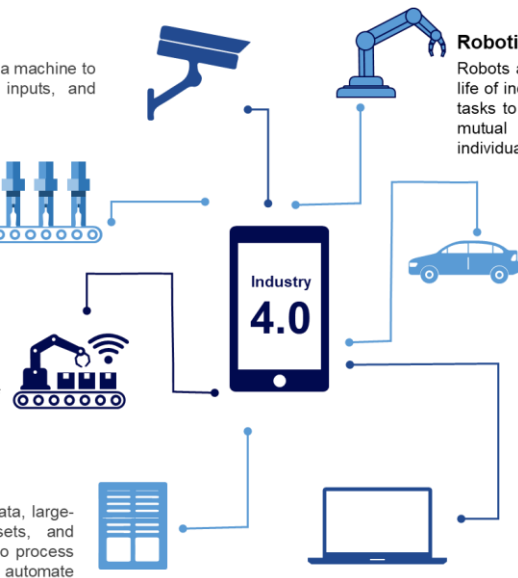 a machine to
inputs, and
Roboti
Robots a
life of in
tasks to
mutual
individua
Industry
4.0
ata, large-
sets, and
o process
automate